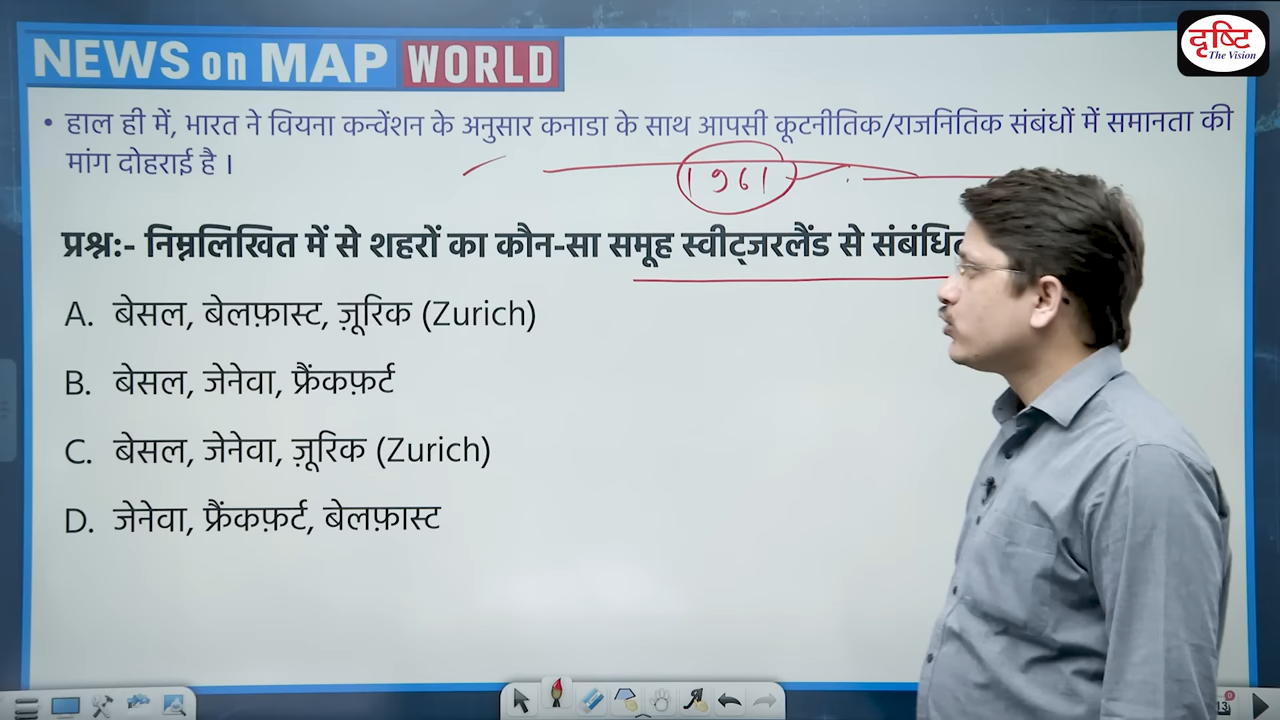 दृष्टि
The Vision
NEWS on MAP WORLD
• हाल ही में, भारत ने वियना कन्वेंशन के अनुसार कनाडा के साथ आपसी कूटनीतिक/राजनितिक संबंधों में समानता की
मांग दोहराई है ।
1961
प्रश्न:- निम्नलिखित में से शहरों का कौन-सा समूह स्वीट्जरलैंड से
A. बेसल, बेलफ़ास्ट, ज़ूरिक (Zurich)
B. बेसल, जेनेवा, फ्रैंकफ़र्ट
C. बेसल, जेनेवा, ज़ूरिक (Zurich)
D. जेनेवा, फ्रैंकफ़र्ट, बेलफ़ास्ट